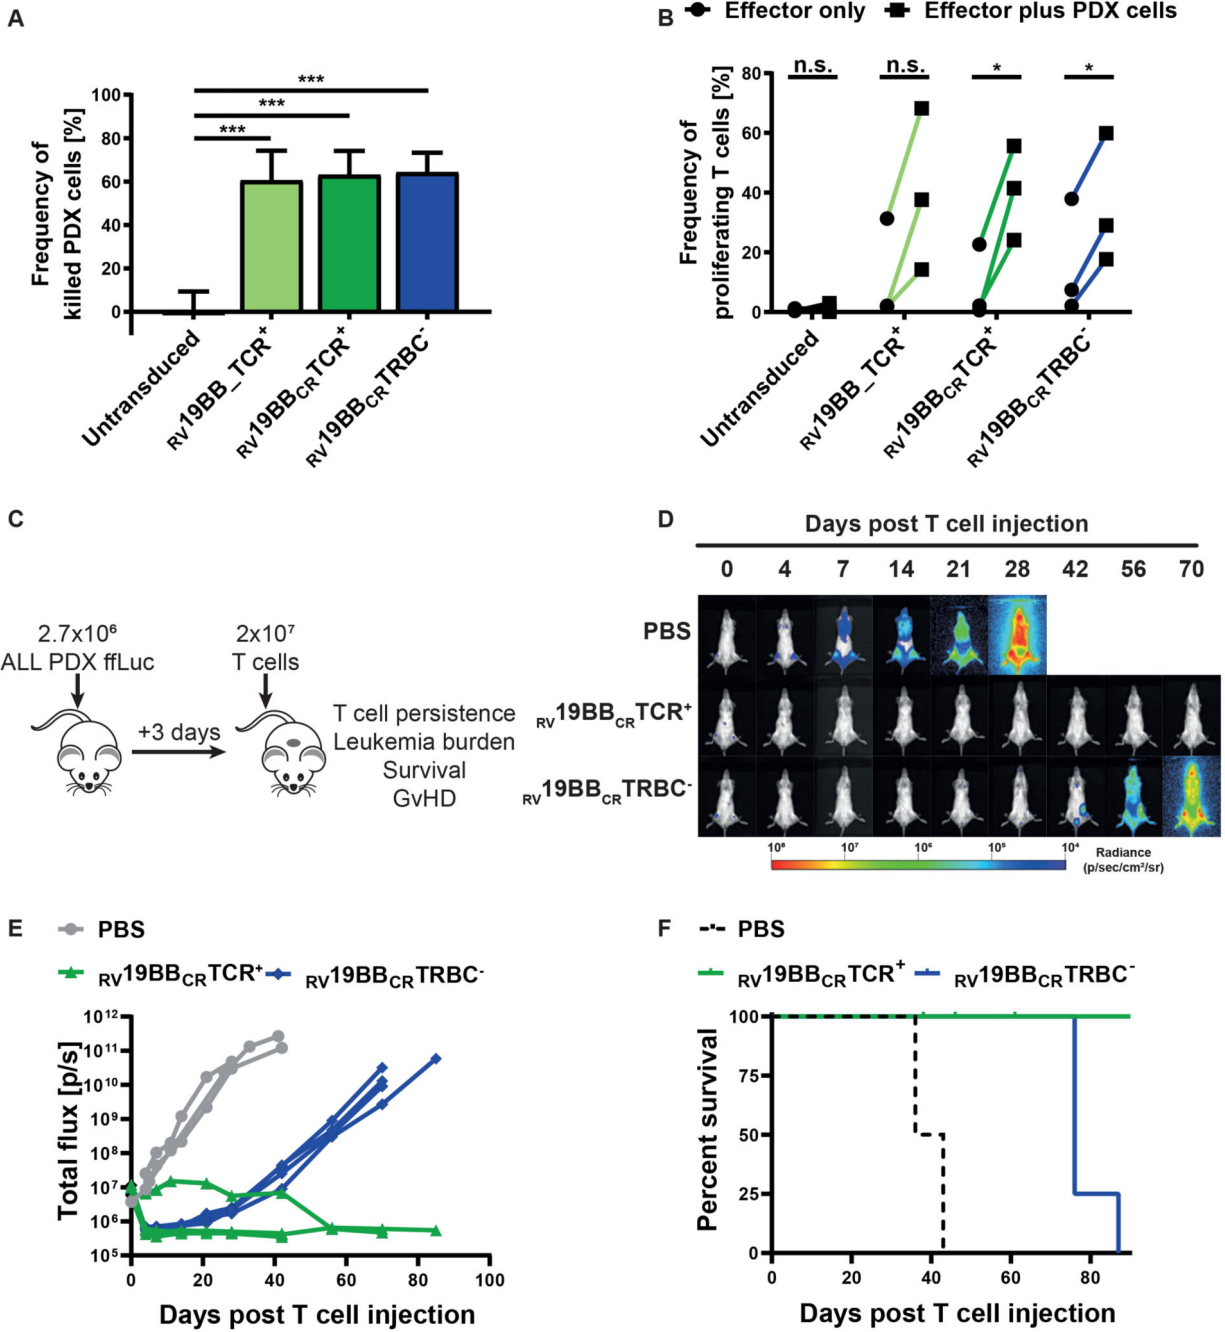 A
Frequency of
killed PDX cells [%]
100
80
60
40
20
0
***
***
***
Untransduced
RV19BB_TCR+
RV19BBCRTCR+
RV19BBCRTRBC-
B
Effector only
Effector plus PDX cells
Frequency of
proliferating T cells [%]
80
60
40
20
0
n.s.
n.s.
*
*
Untransduced
RV19BB_TCR+
RV19BBCRTCR+
RV19BBCRTRBC-
C
2.7x10⁶
ALL PDX ffLuc
+3 days
2x10⁷
T cells
T cell persistence
Leukemia burden
Survival
GvHD
D
Days post T cell injection
0 4 7 14 21 28 42 56 70
PBS
RV19BBCRTCR+
RV19BBCRTRBC-
10⁸ 10⁷ 10⁶ 10⁵ 10⁴
Radiance
(p/sec/cm²/sr)
E
PBS
RV19BBCRTCR+
RV19BBCRTRBC-
Total flux [p/s]
10¹²
10¹¹
10¹⁰
10⁹
10⁸
10⁷
10⁶
10⁵
0 20 40 60 80 100
Days post T cell injection
F
PBS
RV19BBCRTCR+
RV19BBCRTRBC-
Percent survival
100
75
50
25
0
0 20 40 60 80
Days post T cell injection